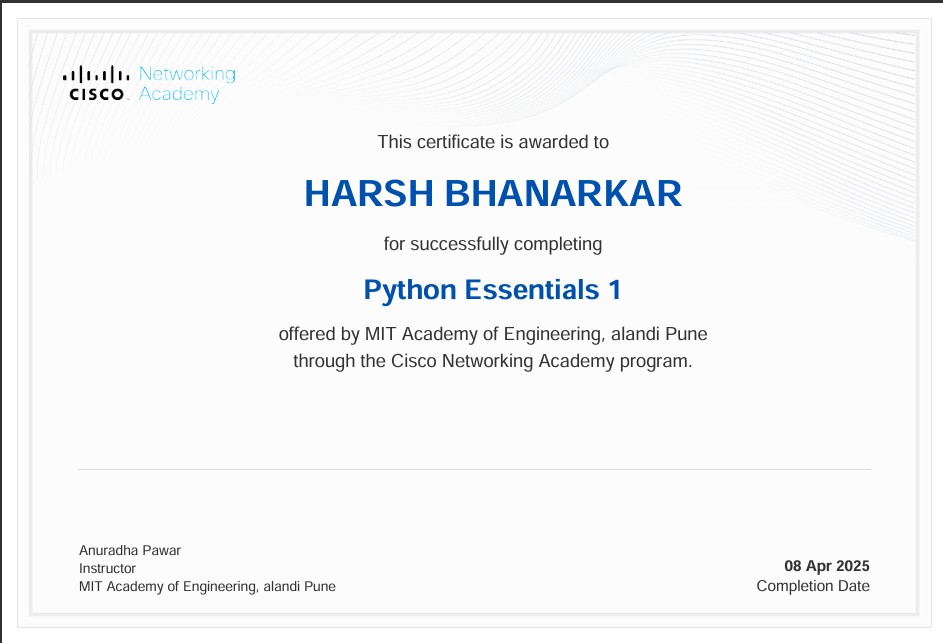 Networking
CISCO Academy
This certificate is awarded to
HARSH BHANARKAR
for successfully completing
Python Essentials 1
offered by MIT Academy of Engineering, alandi Pune
through the Cisco Networking Academy program.
Anuradha Pawar
Instructor
MIT Academy of Engineering, alandi Pune
08 Apr 2025
Completion Date